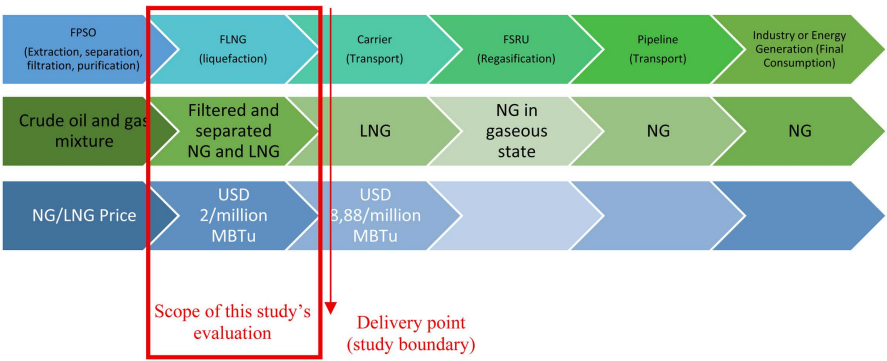 FPSO
(Extraction, separation,
filtration, purification)
FLNG
(liquefaction)
Carrier
(Transport)
FSRU
(Regasification)
Pipeline
(Transport)
Industry or Energy
Generation (Final
Consumption)
Crude oil and gas
mixture
Filtered and
separated
NG and LNG
LNG
NG in
gaseous
state
NG
NG
NG/LNG Price
USD
2/million
MBTu
USD
8,88/million
MBTu
Scope of this study's
evaluation
Delivery point
(study boundary)